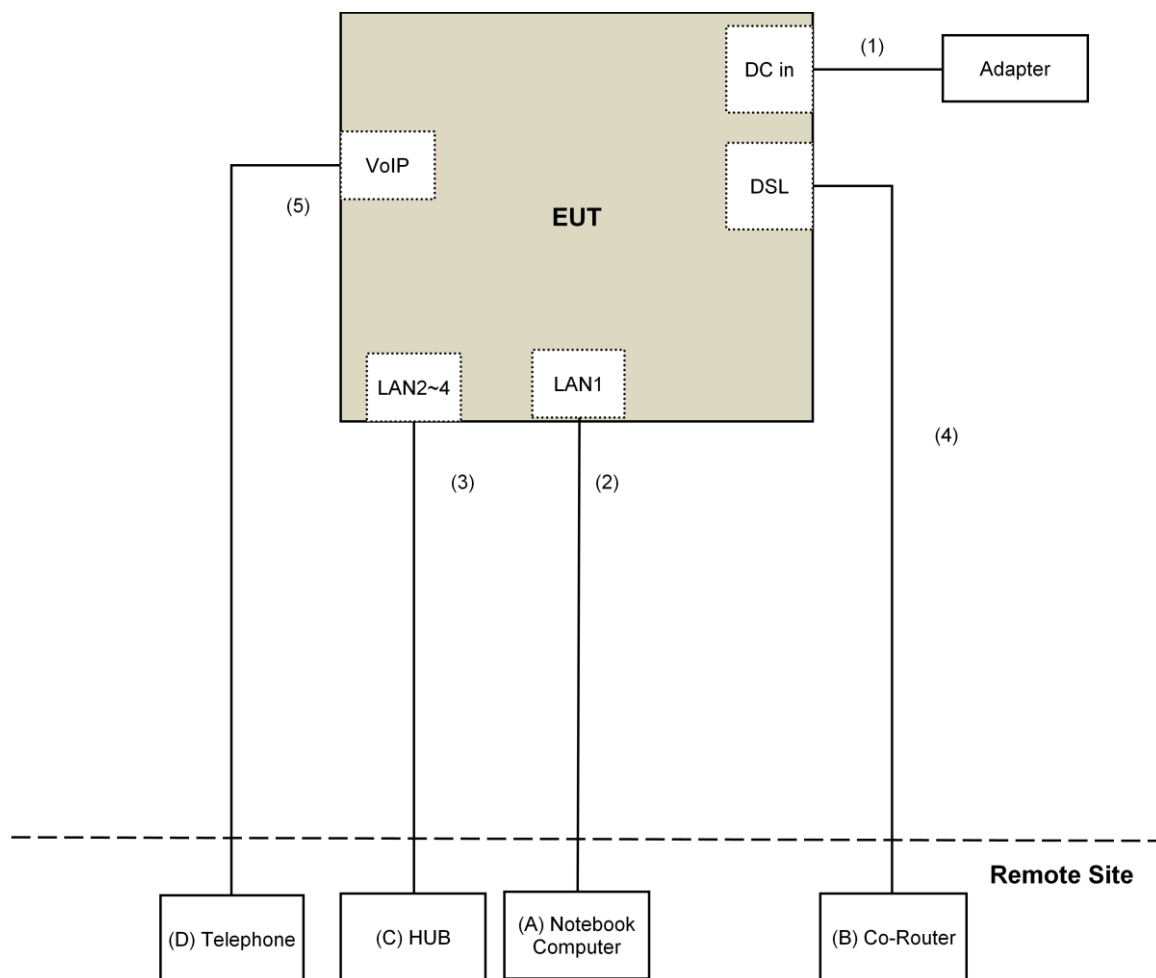 (1)
DC in
Adapter
VoIP
DSL
(5)
EUT
LAN2~4
LAN1
(4)
(3)
(2)
Remote Site
(D) Telephone
(C) HUB
(A) Notebook
Computer
(B) Co-Router